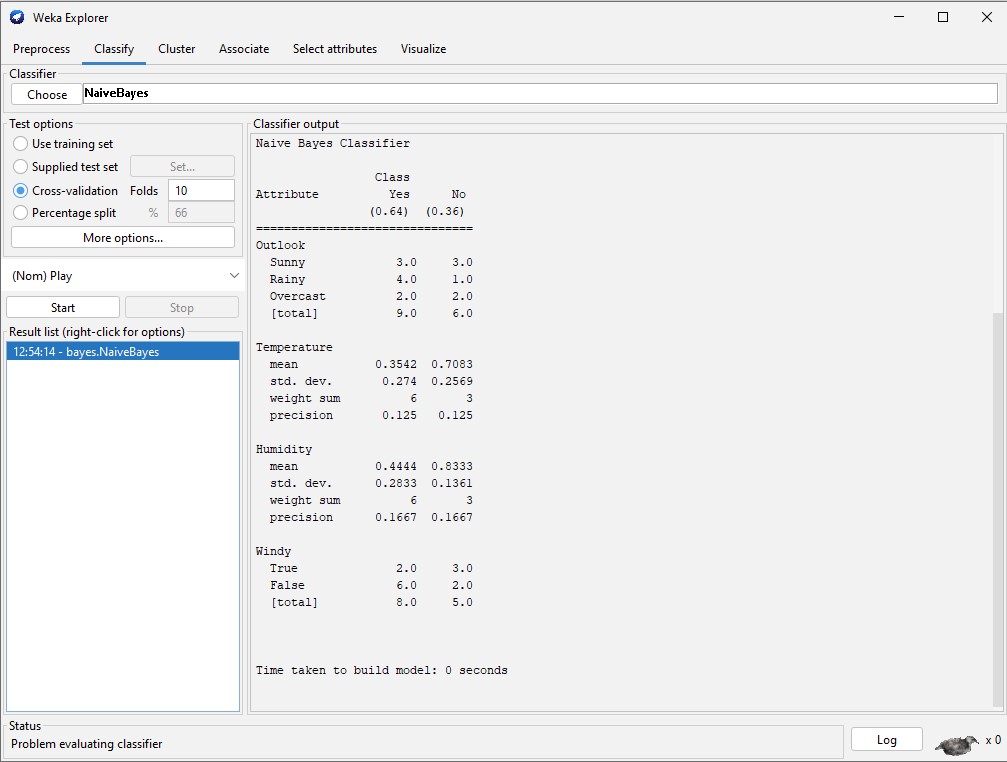 Weka Explorer
Preprocess Classify Cluster Associate Select attributes Visualize
Classifier
Choose NaiveBayes
Test options
Use training set
Supplied test set Set...
Cross-validation Folds 10
Percentage split % 66
More options...
(Nom) Play
Start Stop
Result list (right-click for options)
12:54:14 - bayes.NaiveBayes
Classifier output
Naive Bayes Classifier
Class
Attribute Yes No
(0.64) (0.36)
===============================
Outlook
Sunny 3.0 3.0
Rainy 4.0 1.0
Overcast 2.0 2.0
[total] 9.0 6.0
Temperature
mean 0.3542 0.7083
std. dev. 0.274 0.2569
weight sum 6 3
precision 0.125 0.125
Humidity
mean 0.4444 0.8333
std. dev. 0.2833 0.1361
weight sum 6 3
precision 0.1667 0.1667
Windy
True 2.0 3.0
False 6.0 2.0
[total] 8.0 5.0
Time taken to build model: 0 seconds
Status
Problem evaluating classifier
Log x 0